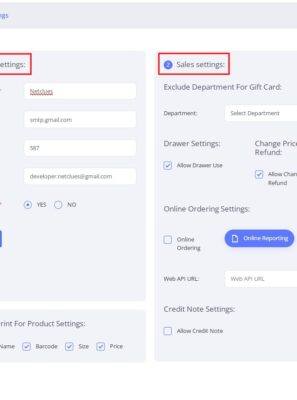 ngs
ettings:
Netclues
smtp.gmail.com
587
developer.netclues@gmail.com
YES NO
rint For Product Settings:
Name Barcode Size Price
2 Sales settings:
Exclude Department For Gift Card:
Department: Select Department
Drawer Settings:
Allow Drawer Use
Change Price
Refund:
Allow Chan
Refund
Online Ordering Settings:
Online
Ordering
Online Reporting
Web API URL: Web API URL
Credit Note Settings:
Allow Credit Note